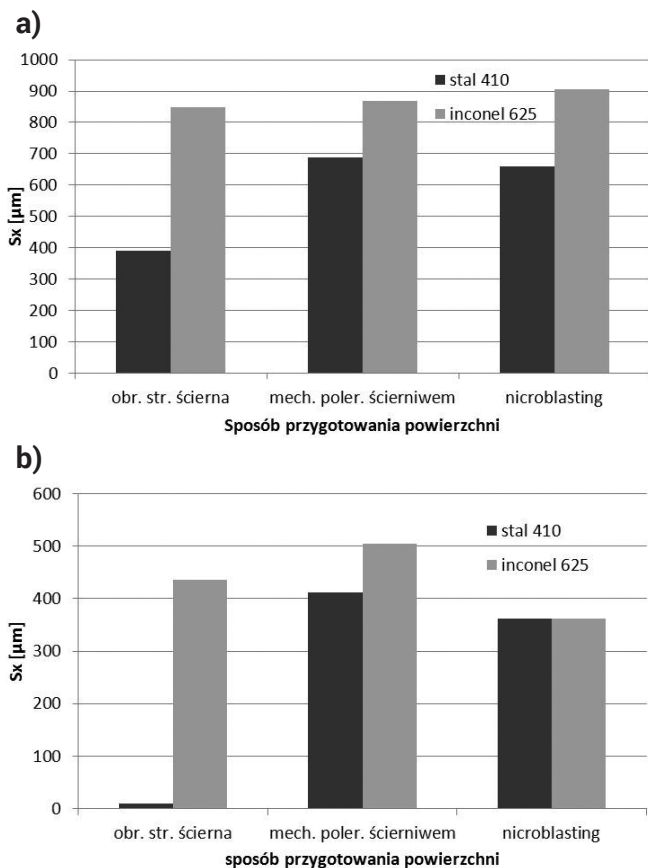 a)
1000
900
800
700
600
500
400
300
200
100
0
Sx [µm]
stal 410
inconel 625
obr. str. ścierna mech. poler. ścierniwem nicroblasting
Sposób przygotowania powierzchni
b)
600
500
400
300
200
100
0
Sx [µm]
stal 410
inconel 625
obr. str. ścierna mech. poler. ścierniwem nicroblasting
sposób przygotowania powierzchni